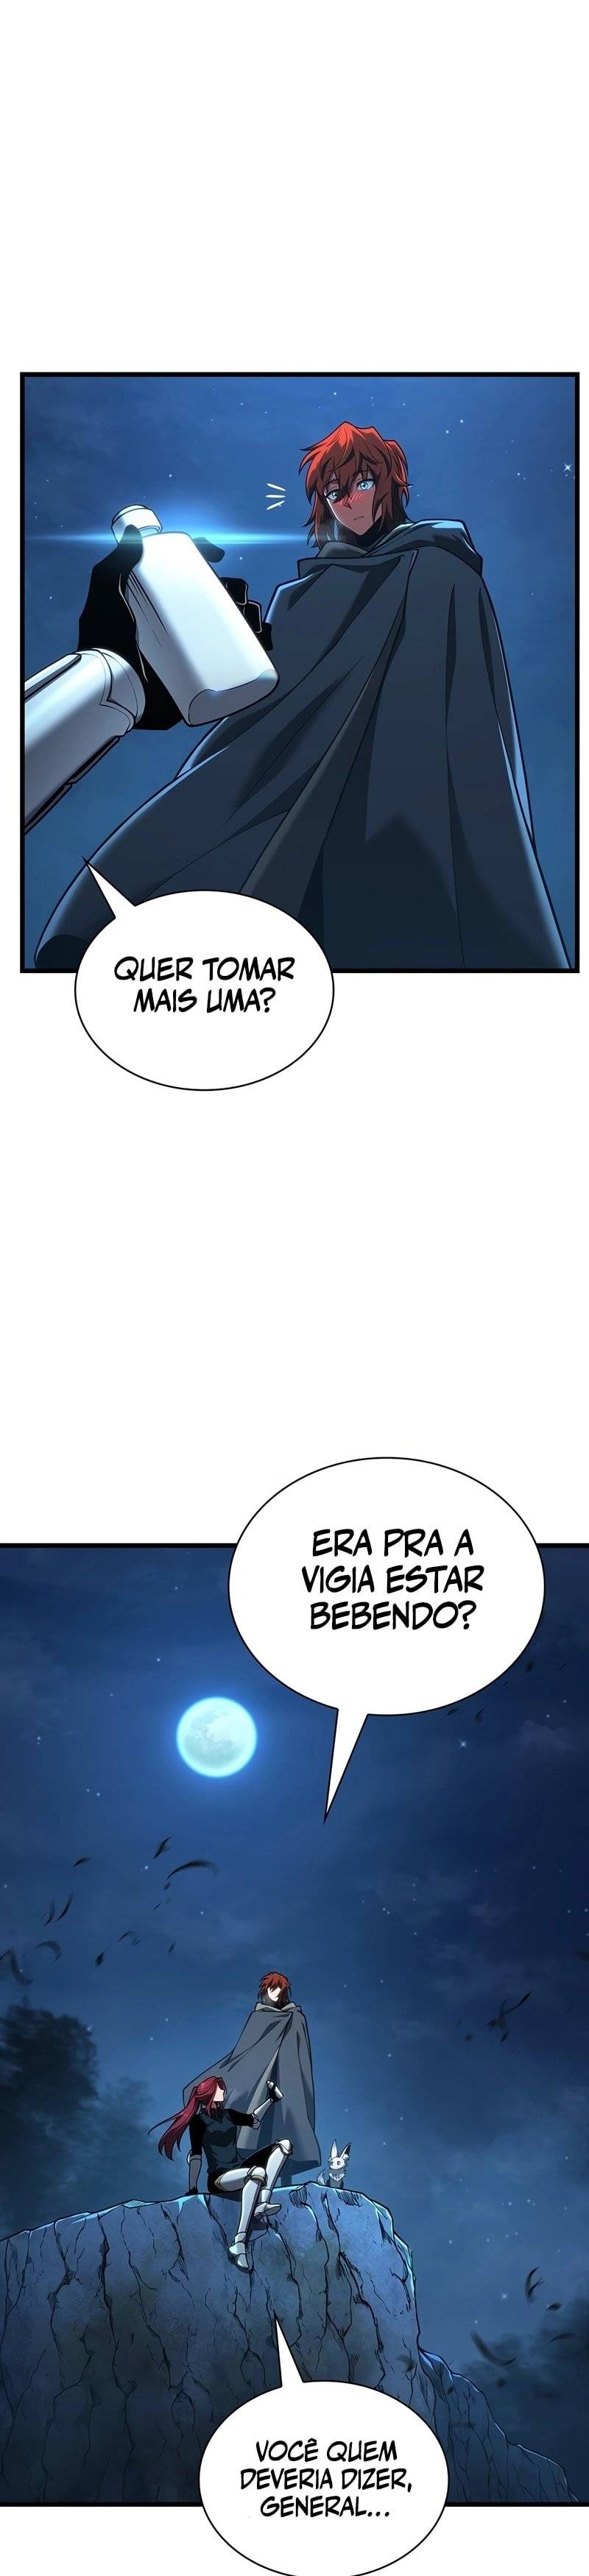 QUER TOMAR
MAIS UMA?
ERA PRA A
VIGIA ESTAR
BEBENDO?
VOCÊ QUEM
DEVERIA DIZER,
GENERAL...